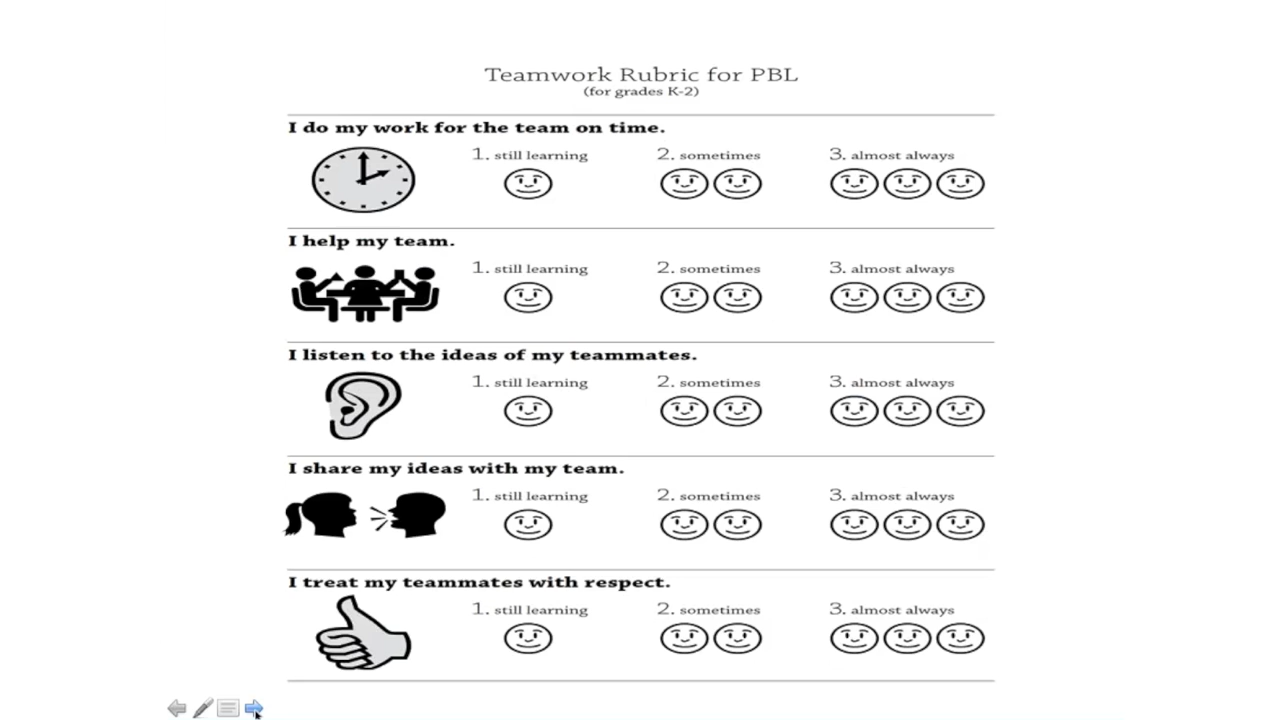 Teamwork Rubric for PBL
(for grades K-2)
I do my work for the team on time.
1. still learning 2. sometimes 3. almost always
I help my team.
1. still learning 2. sometimes 3. almost always
I listen to the ideas of my teammates.
1. still learning 2. sometimes 3. almost always
I share my ideas with my team.
1. still learning 2. sometimes 3. almost always
I treat my teammates with respect.
1. still learning 2. sometimes 3. almost always